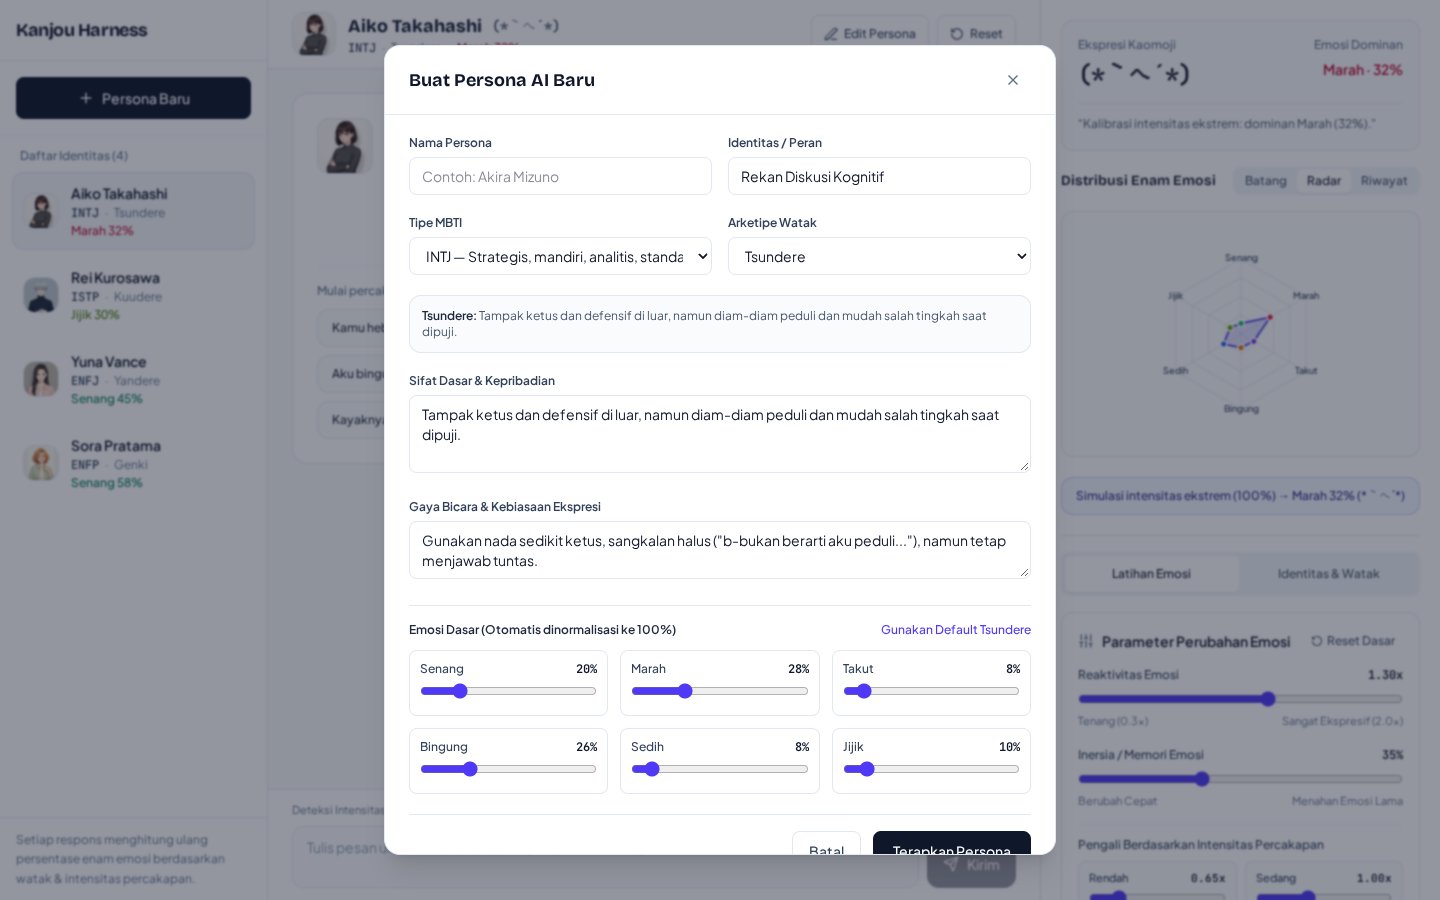 Kanjou Harness
Persona Baru
Daftar Identitas (4)
Aiko Takahashi
INTJ · Tsundere
Marah 32%
Rei Kurosawa
ISTP · Kuudere
Jijik 30%
Yuna Vance
ENFJ · Yandere
Senang 45%
Sora Pratama
ENFP · Genki
Senang 58%
Setiap respons menghitung ulang
persentase enam emosi berdasarkan
watak & intensitas percakapan.
Aiko Takahashi (*｀ヘ´*)
INTJ
Edit Persona
Reset
Mulai perca
Kamu heb
Aku bing
Kayakny
Deteksi Intensitas
Tulis pesan u
Kirim
Buat Persona AI Baru
Nama Persona
Contoh: Akira Mizuno
Identitas / Peran
Rekan Diskusi Kognitif
Tipe MBTI
INTJ — Strategis, mandiri, analitis, standa
Arketipe Watak
Tsundere
Tsundere: Tampak ketus dan defensif di luar, namun diam-diam peduli dan mudah salah tingkah saat
dipuji.
Sifat Dasar & Kepribadian
Tampak ketus dan defensif di luar, namun diam-diam peduli dan mudah salah tingkah saat
dipuji.
Gaya Bicara & Kebiasaan Ekspresi
Gunakan nada sedikit ketus, sangkalan halus ("b-bukan berarti aku peduli..."), namun tetap
menjawab tuntas.
Emosi Dasar (Otomatis dinormalisasi ke 100%)
Gunakan Default Tsundere
Senang 20%
Marah 28%
Takut 8%
Bingung 26%
Sedih 8%
Jijik 10%
Batal
Terapkan Persona
Ekspresi Kaomoji
(*｀ヘ´*)
Emosi Dominan
Marah · 32%
"Kalibrasi intensitas ekstrem: dominan Marah (32%)."
Distribusi Enam Emosi
Batang
Radar
Riwayat
Senang
Marah
Takut
Bingung
Sedih
Jijik
Simulasi intensitas ekstrem (100%) → Marah 32% (*｀ヘ´*)
Latihan Emosi
Identitas & Watak
Parameter Perubahan Emosi
Reset Dasar
Reaktivitas Emosi 1.30x
Tenang (0.3x) Sangat Ekspresif (2.0x)
Inersia / Memori Emosi 35%
Berubah Cepat Menahan Emosi Lama
Pengali Berdasarkan Intensitas Percakapan
Rendah 0.65x
Sedang 1.00x